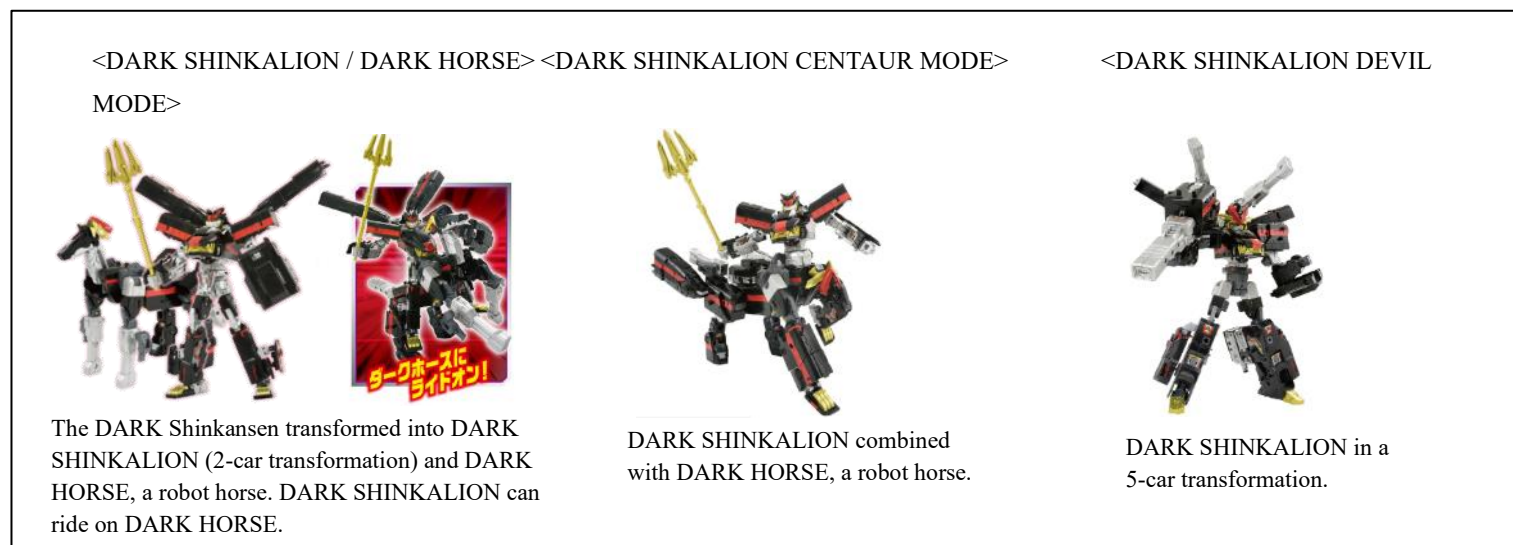 <DARK SHINKALION / DARK HORSE> <DARK SHINKALION CENTAUR MODE> <DARK SHINKALION DEVIL
MODE>
ダークホースに
ライドオン!
The DARK Shinkansen transformed into DARK
SHINKALION (2-car transformation) and DARK
HORSE, a robot horse. DARK SHINKALION can
ride on DARK HORSE.
DARK SHINKALION combined
with DARK HORSE, a robot horse.
DARK SHINKALION in a
5-car transformation.